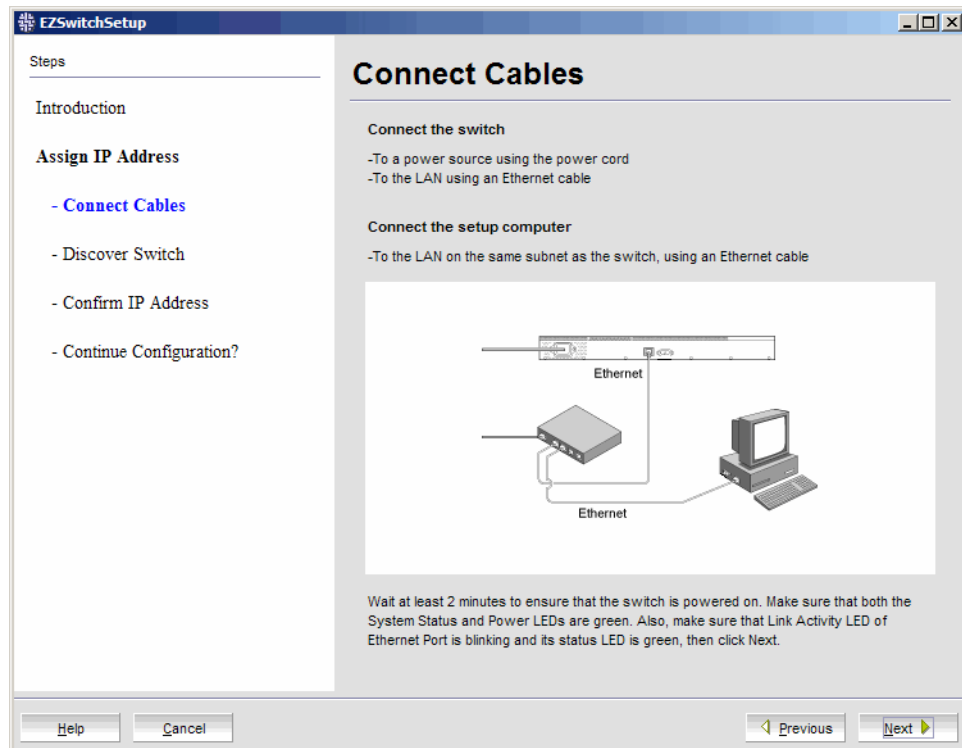 EZSwitchSetup
Steps
Introduction
Assign IP Address
- Connect Cables
- Discover Switch
- Confirm IP Address
- Continue Configuration?
Connect Cables
Connect the switch
-To a power source using the power cord
-To the LAN using an Ethernet cable
Connect the setup computer
-To the LAN on the same subnet as the switch, using an Ethernet cable
Ethernet
Ethernet
Wait at least 2 minutes to ensure that the switch is powered on. Make sure that both the
System Status and Power LEDs are green. Also, make sure that Link Activity LED of
Ethernet Port is blinking and its status LED is green, then click Next.
Help
Cancel
Previous
Next